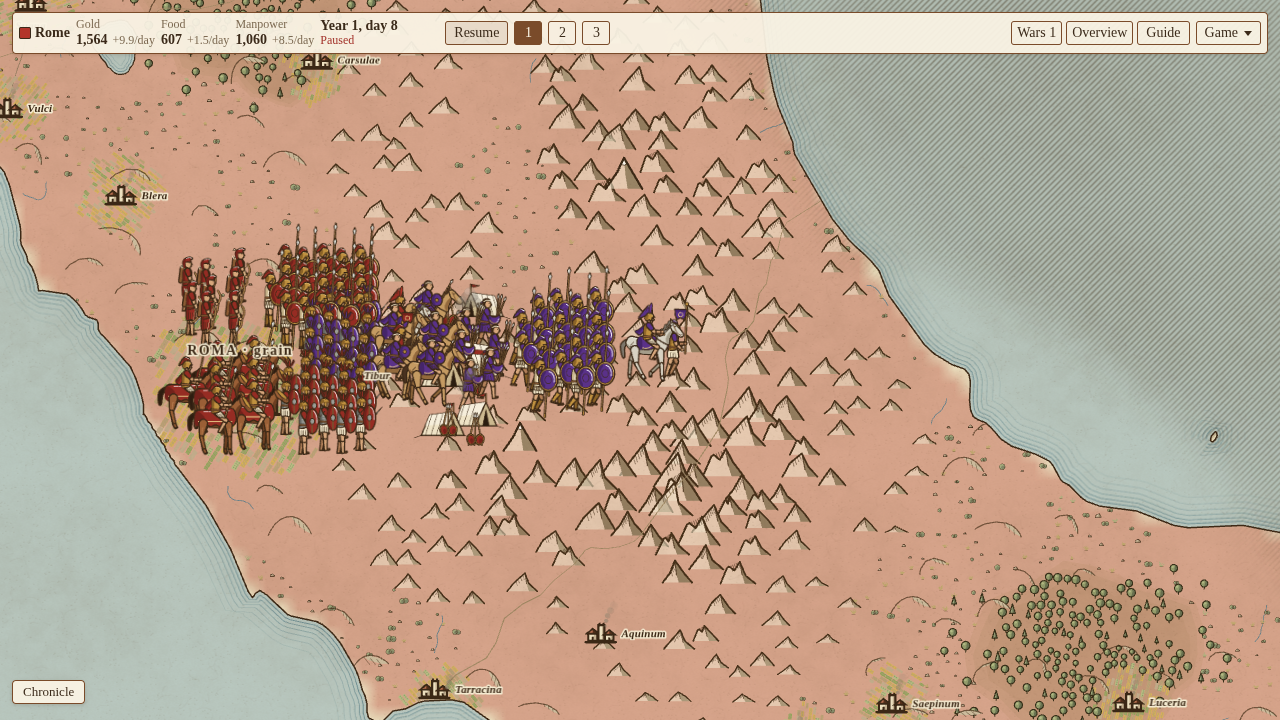 Rome
Gold
1,564 +9.9/day
Food
607 +1.5/day
Manpower
1,060 +8.5/day
Year 1, day 8
Paused
Resume
1
2
3
Wars 1
Overview
Guide
Game
Carsulae
Vulci
Blera
ROMA · grain
Tibur
Aquinum
Tarracina
Saepinum
Luceria
Chronicle